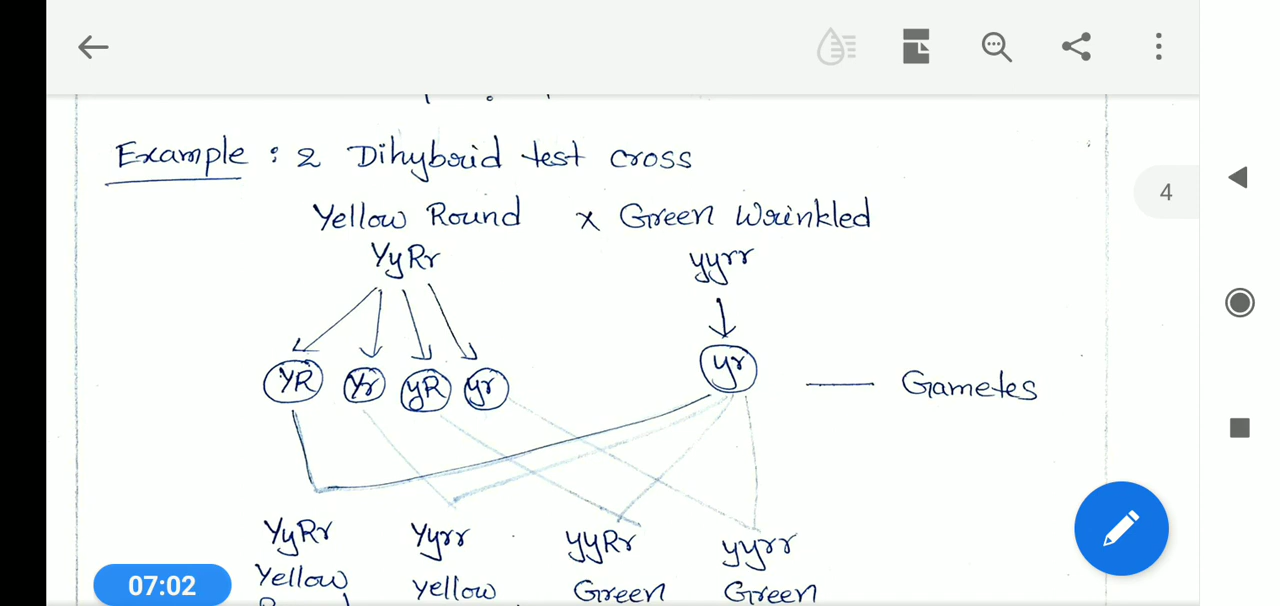 Example : 2 Dihybrid test cross
Yellow Round x Green Wrinkled
YyRr yyrr
YR Yr yR yr yr Gametes
4
YyRr Yyrr yyRr yyrr
Yellow yellow Green Green
07:02